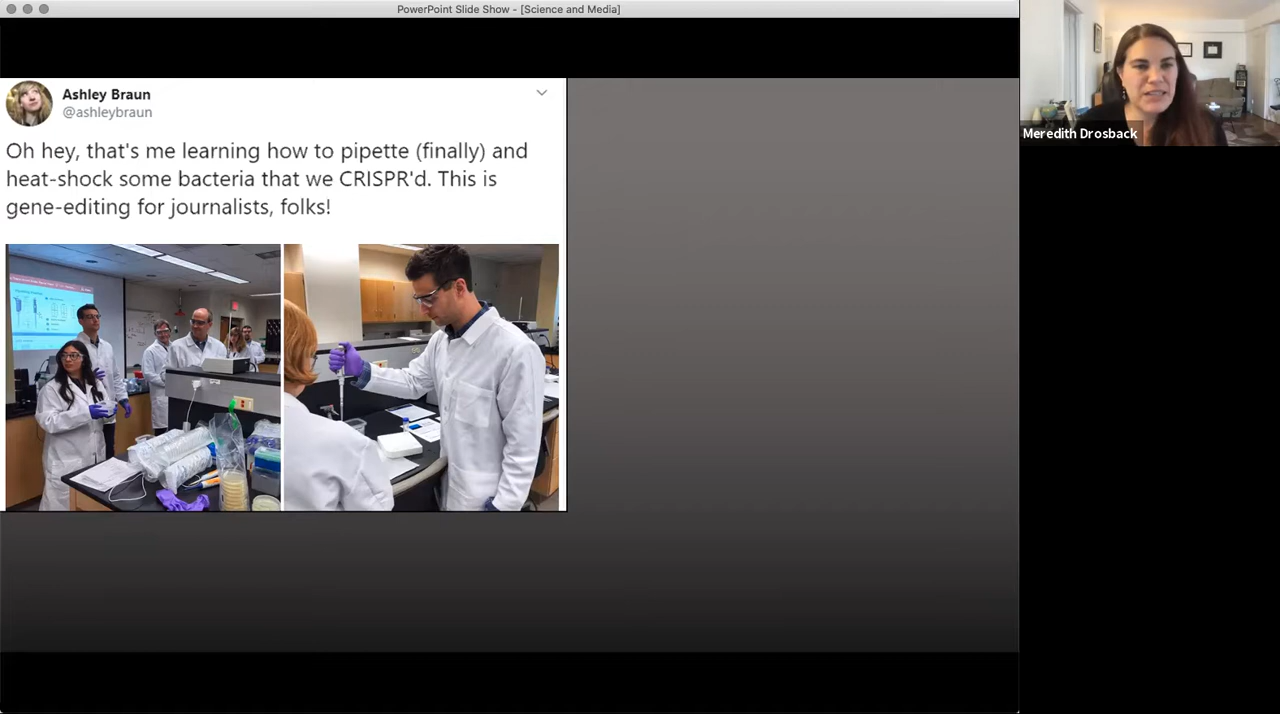 PowerPoint Slide Show - [Science and Media]
Ashley Braun
@ashleybraun
Oh hey, that's me learning how to pipette (finally) and
heat-shock some bacteria that we CRISPR'd. This is
gene-editing for journalists, folks!
Meredith Drosback